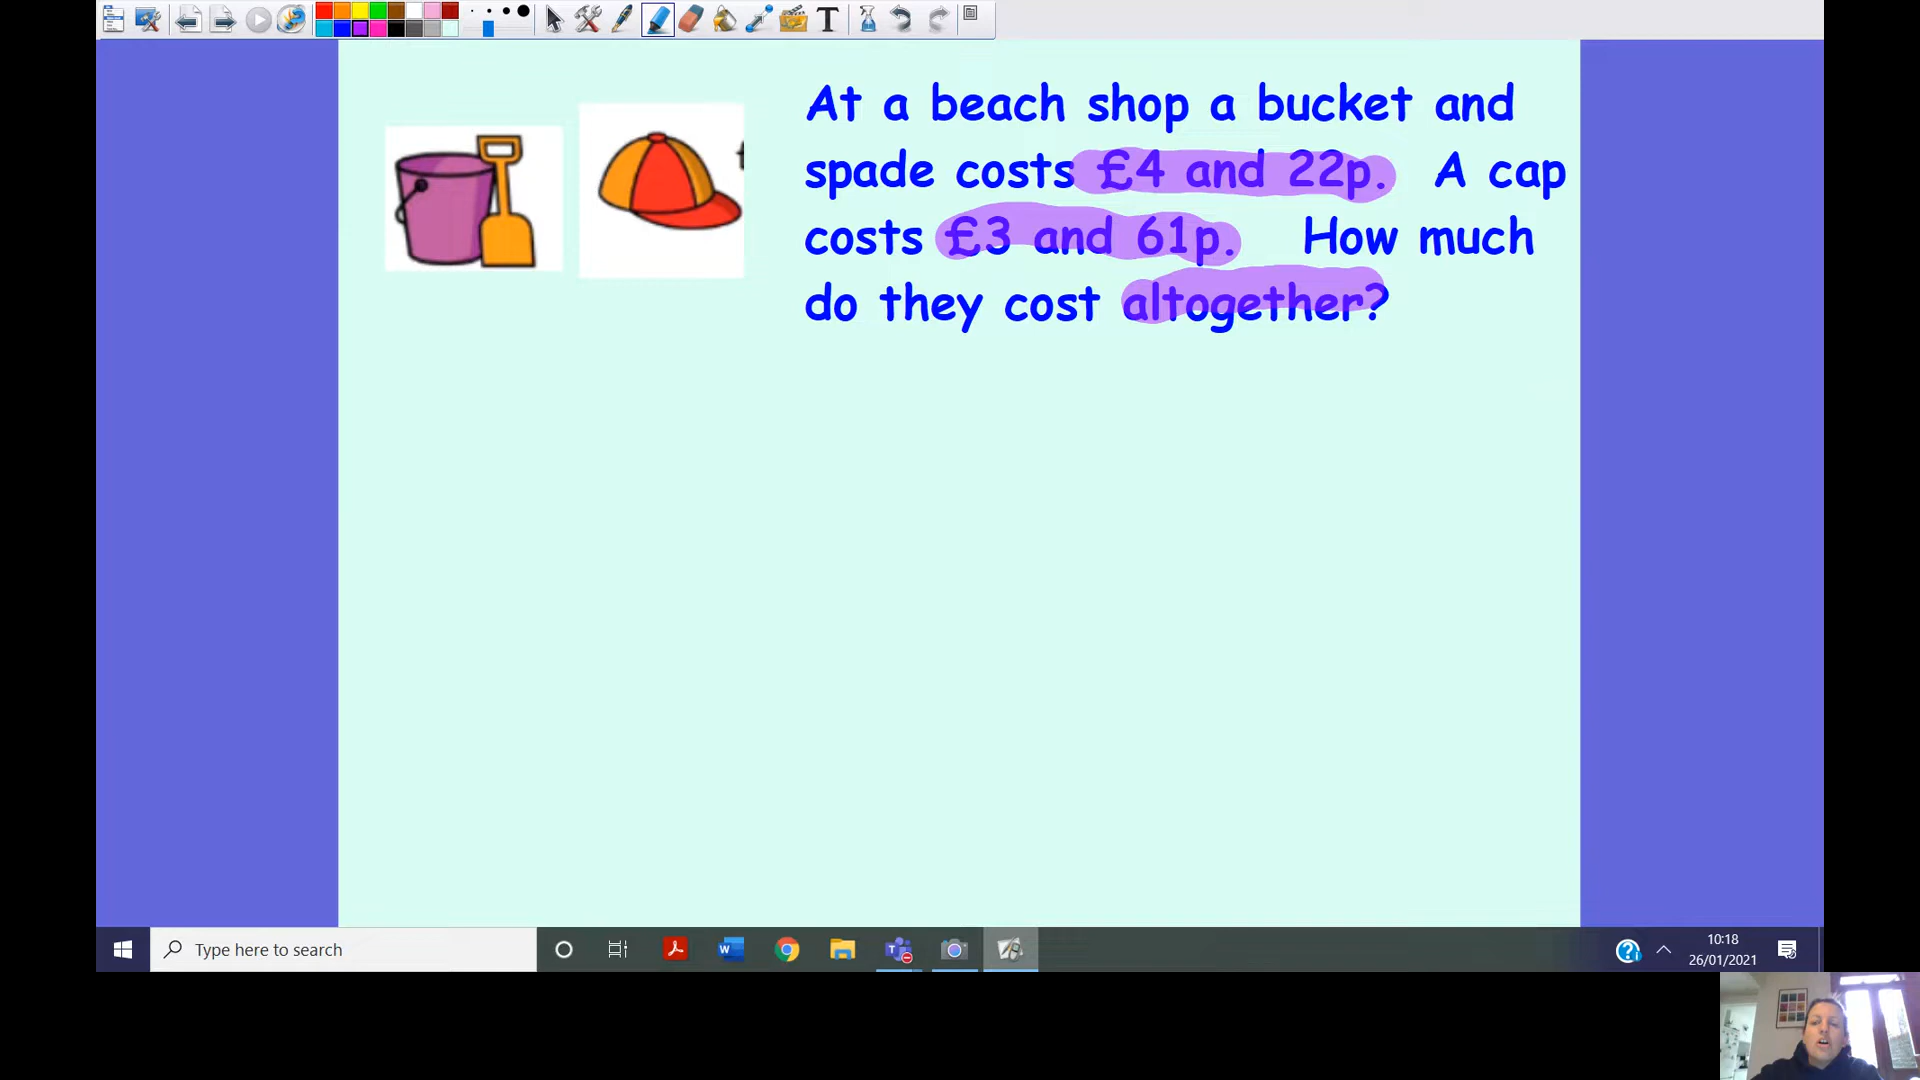 At a beach shop a bucket and
spade costs £4 and 22p. A cap
costs £3 and 61p. How much
do they cost altogether?
Type here to search
10:18
26/01/2021